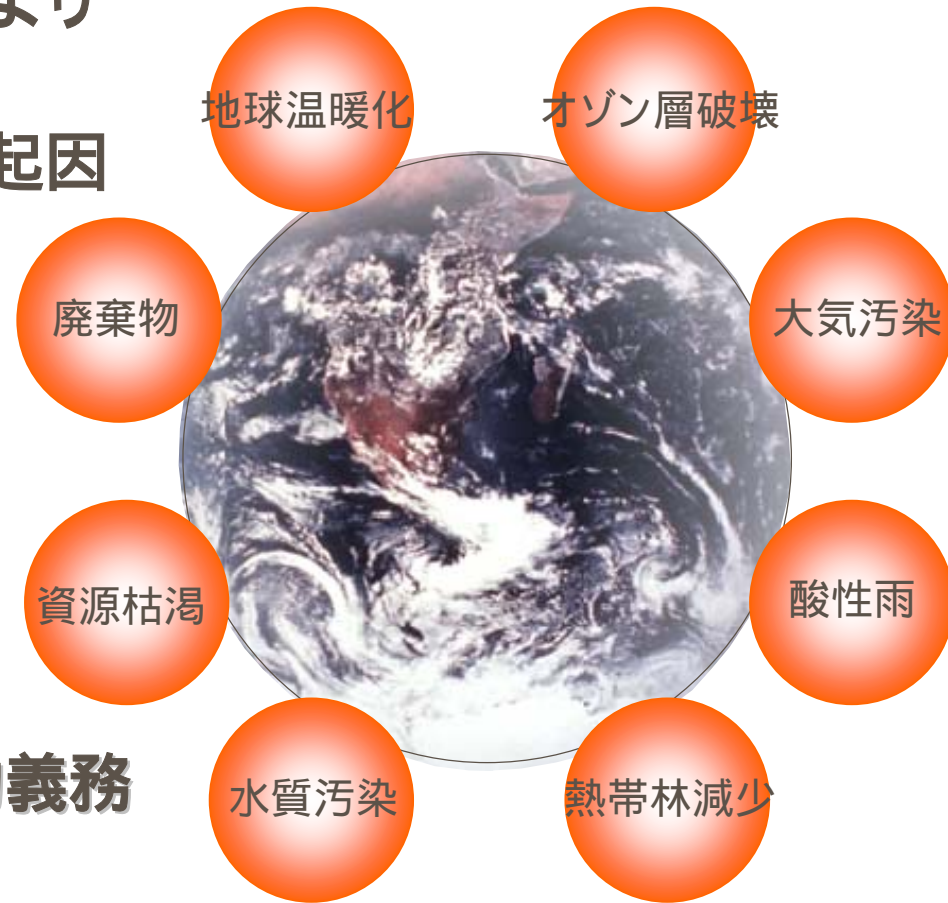 より
地球温暖化
オゾン層破壊
起因
廃棄物
大気汚染
資源枯渇
酸性雨
義務
水質汚染
熱帯林減少